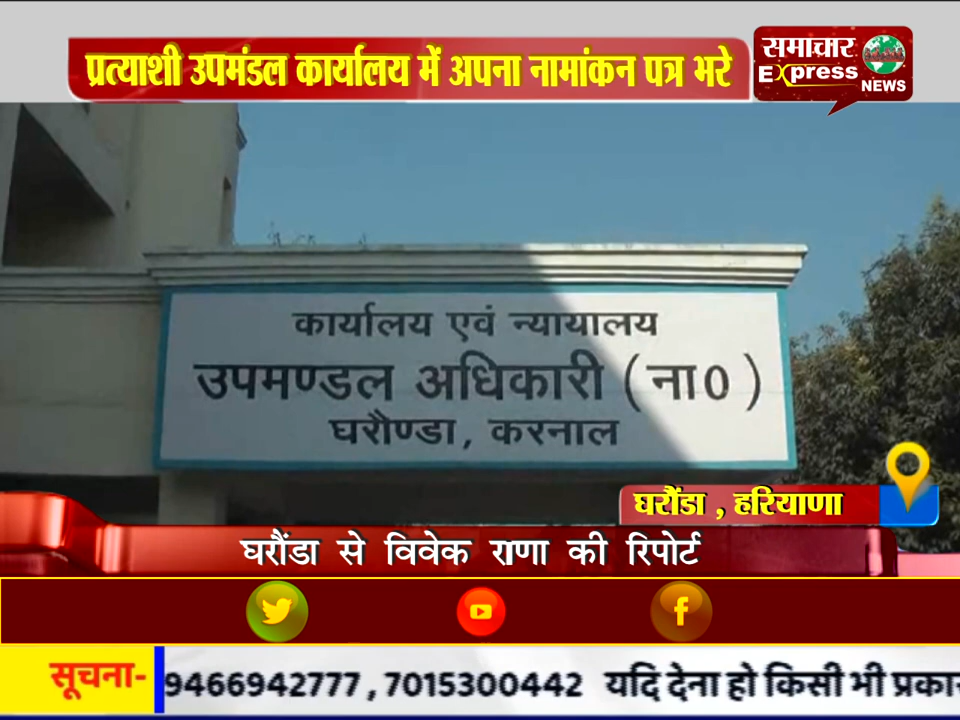 प्रत्याशी उपमंडल कार्यालय में अपना नामांकन पत्र भरे
समाचार
Express
NEWS
कार्यालय एवं न्यायालय
उपमण्डल अधिकारी (ना0)
घरौण्डा, करनाल
घरौंडा , हरियाणा
घरौंडा से विवेक राणा की रिपोर्ट
सूचना- 9466942777 , 7015300442 यदि देना हो किसी भी प्रकार